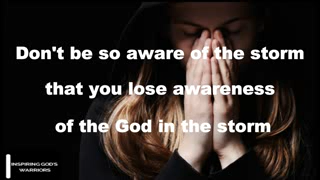 Don't be so aware of the storm
that you lose awareness
of the God in the storm
INSPIRING GOD'S
WARRIORS